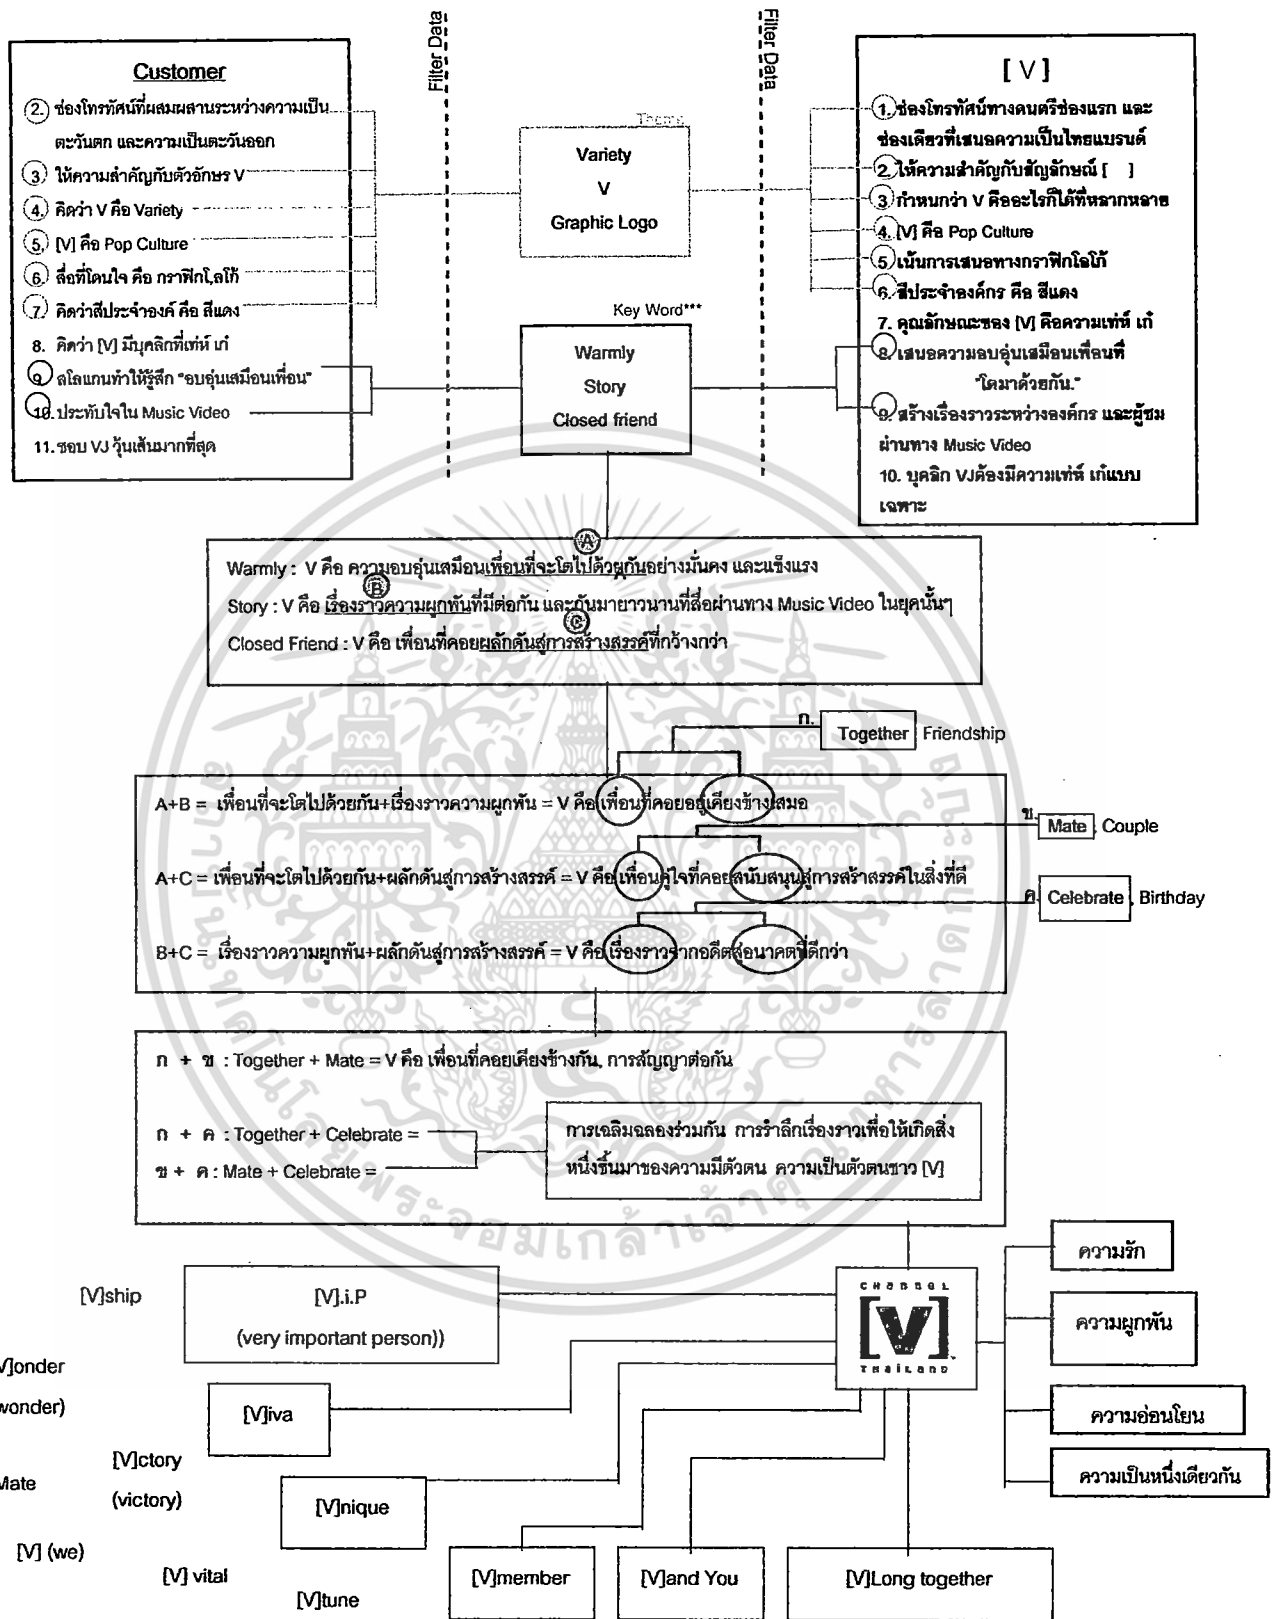 Filter Data
Filter Data
Customer
2. ช่องโทรทัศน์ที่ผสมผสานระหว่างความเป็น
ตะวันตก และความเป็นตะวันออก
3. ให้ความสำคัญกับตัวอักษร V
4. คิดว่า V คือ Variety
5. [V] คือ Pop Culture
6. สื่อที่โดนใจ คือ กราฟิกโลโก้
7. คิดว่าสีประจำองค์ คือ สีแดง
8. คิดว่า [V] มีบุคลิกที่เท่ห์ เก๋
9. สโลแกนทำให้รู้สึก "อบอุ่นเสมือนเพื่อน"
10. ประทับใจใน Music Video
11. ชอบ VJ วุ้นเส้นมากที่สุด
Theme
Variety
V
Graphic Logo
Key Word***
Warmly
Story
Closed friend
[ V ]
1. ช่องโทรทัศน์ทางดนตรีช่องแรก และ
ช่องเดียวที่เสนอความเป็นไทยแบรนด์
2. ให้ความสำคัญกับสัญลักษณ์ [ ]
3. กำหนดว่า V คืออะไรก็ได้ที่หลากหลาย
4. [V] คือ Pop Culture
5. เน้นการเสนอทางกราฟิกโลโก้
6. สีประจำองค์กร คือ สีแดง
7. คุณลักษณะของ [V] คือความเท่ห์ เก๋
8. เสนอความอบอุ่นเสมือนเพื่อนที่
"โตมาด้วยกัน."
9. สร้างเรื่องราวระหว่างองค์กร และผู้ชม
ผ่านทาง Music Video
10. บุคลิก VJต้องมีความเท่ห์ เก๋แบบ
เฉพาะ
A
Warmly : V คือ ความอบอุ่นเสมือนเพื่อนที่จะโตไปด้วยกันอย่างมั่นคง และแข็งแรง
B
Story : V คือ เรื่องราวความผูกพันที่มีต่อกัน และกันมายาวนานที่สื่อผ่านทาง Music Video ในยุคนั้นๆ
C
Closed Friend : V คือ เพื่อนที่คอยผลักดันสู่การสร้างสรรค์ที่กว้างกว่า
ก. Together Friendship
A+B = เพื่อนที่จะโตไปด้วยกัน+เรื่องราวความผูกพัน = V คือเพื่อนที่คอยอยู่เคียงข้างเสมอ
ข. Mate , Couple
A+C = เพื่อนที่จะโตไปด้วยกัน+ผลักดันสู่การสร้างสรรค์ = V คือเพื่อนคู่ใจที่คอยสนับสนุนสู่การสร้าสรรค์ในสิ่งที่ดี
ค. Celebrate , Birthday
B+C = เรื่องราวความผูกพัน+ผลักดันสู่การสร้างสรรค์ = V คือเรื่องราวจากอดีตสู่อนาคตที่ดีกว่า
ก + ข : Together + Mate = V คือ เพื่อนที่คอยเคียงข้างกัน, การสัญญาต่อกัน
ก + ค : Together + Celebrate =
ข + ค : Mate + Celebrate =
การเฉลิมฉลองร่วมกัน การรำลึกเรื่องราวเพื่อให้เกิดสิ่ง
หนึ่งขึ้นมาของความมีตัวตน ความเป็นตัวตนชาว [V]
สถาบันเทคโนโลยีพระจอมเกล้าเจ้าคุณทหารลาดกระบัง
CHANNEL
[V]
THAILAND
ความรัก
ความผูกพัน
ความอ่อนโยน
ความเป็นหนึ่งเดียวกัน
[V]ship
[V].i.P
(very important person))
V]onder
wonder)
[V]iva
[V]ctory
(victory)
Mate
[V]nique
[V] (we)
[V] vital
[V]tune
[V]member
[V]and You
[V]Long together